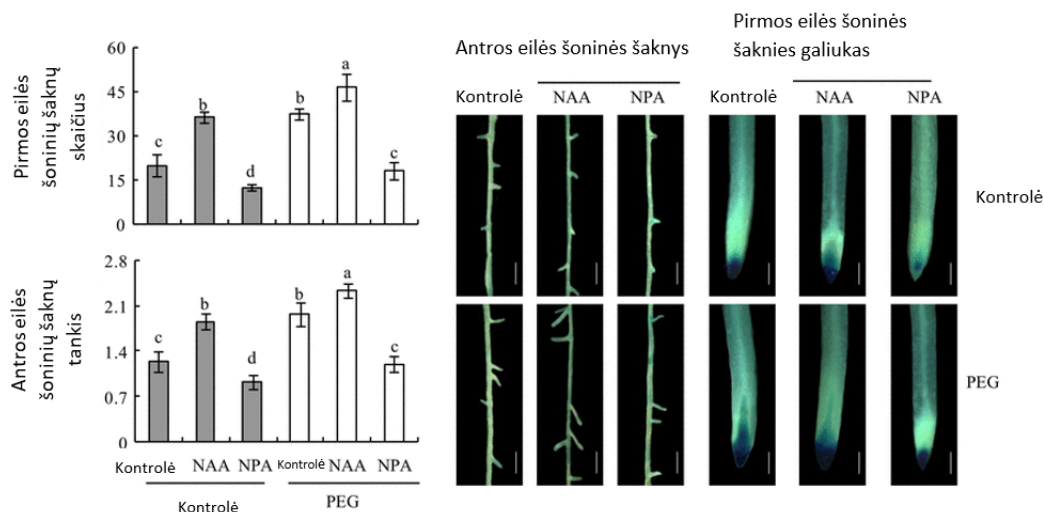 Pirmos eilės
šoninių šaknų
skaičius
60
45
30
15
0
c
b
d
b
a
c
Antros eilės
šoninių šaknų
tankis
2.8
2.1
1.4
0.7
0
c
b
d
b
a
c
Kontrolė NAA NPA Kontrolė NAA NPA
Kontrolė PEG
Antros eilės šoninės šaknys
Kontrolė NAA NPA
Pirmos eilės šoninės
šaknies galiukas
Kontrolė NAA NPA
Kontrolė
PEG